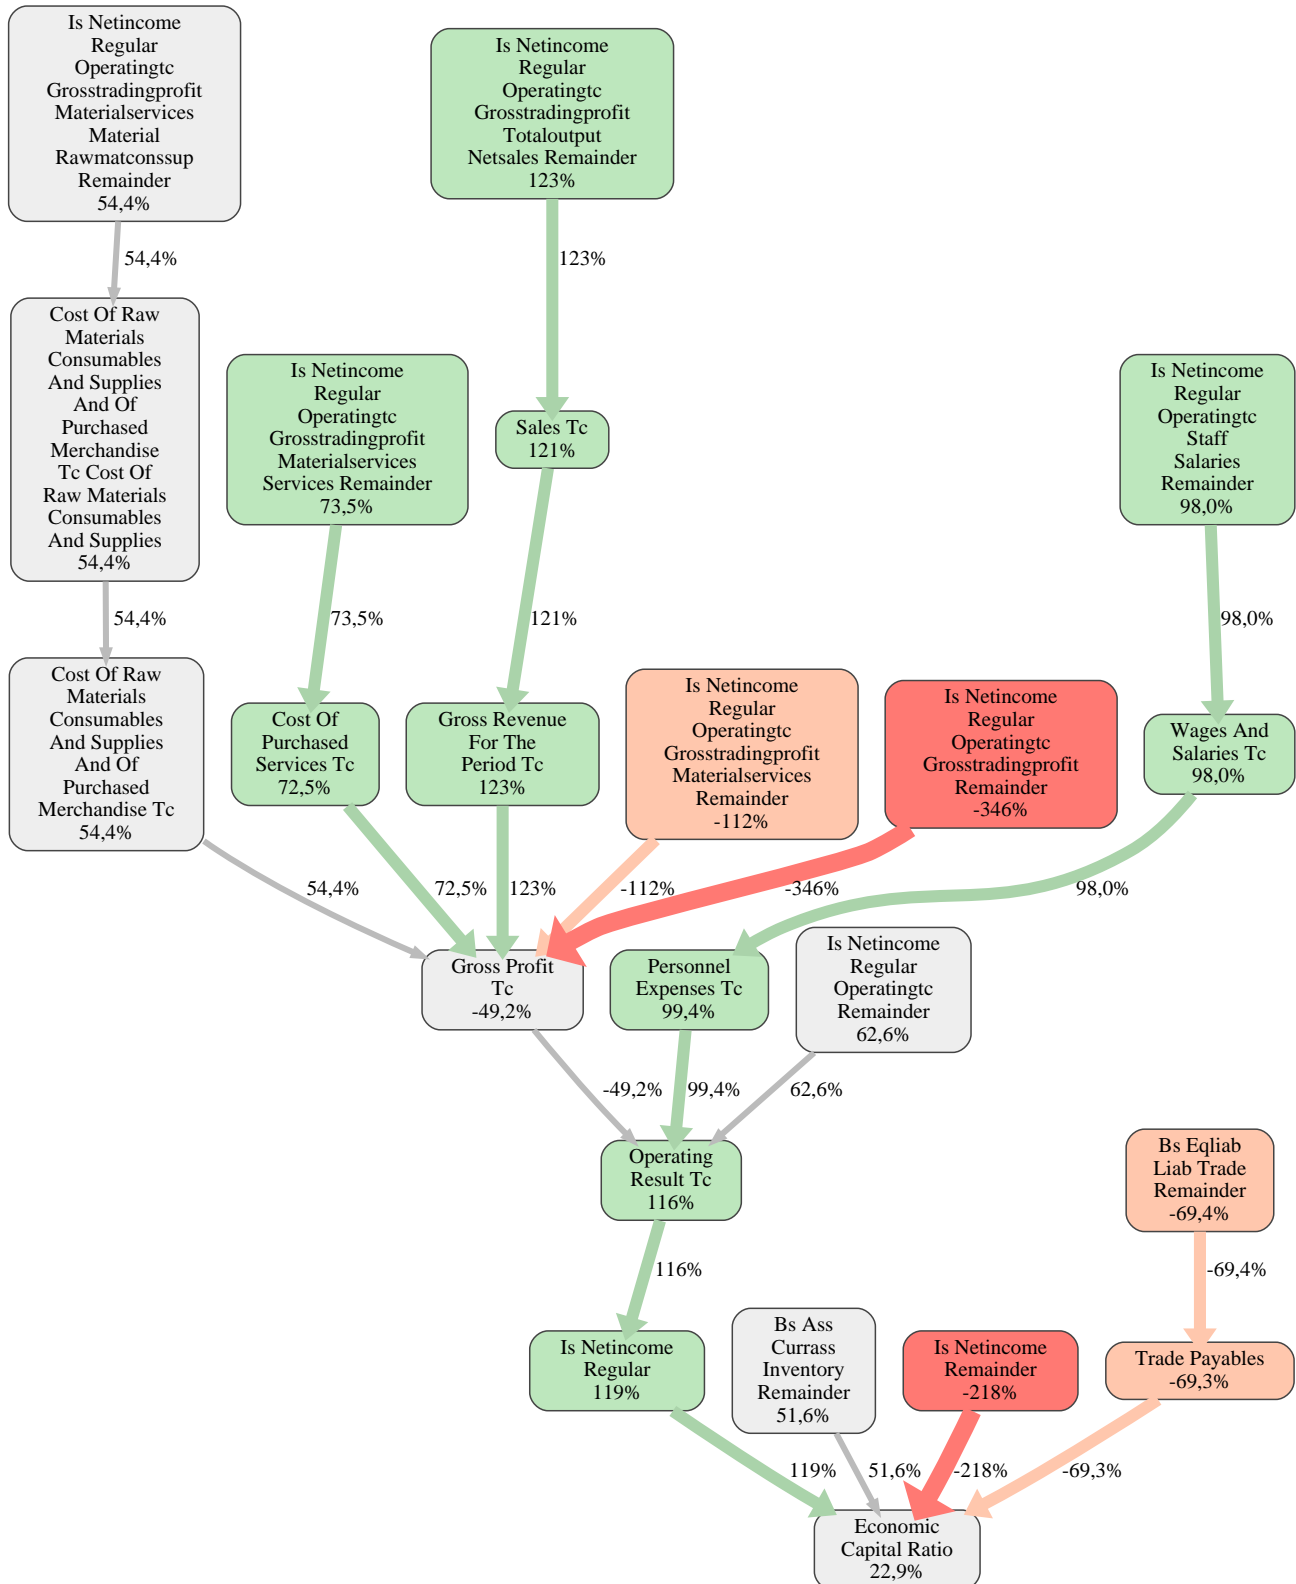 Is Netincome
Regular
Operatingtc
Grosstradingprofit
Materialservices
Material
Rawmatconssup
Remainder
54,4%
Is Netincome
Regular
Operatingtc
Grosstradingprofit
Totaloutput
Netsales Remainder
123%
54,4%
123%
Cost Of Raw
Materials
Consumables
And Supplies
And Of
Purchased
Merchandise
Tc Cost Of
Raw Materials
Consumables
And Supplies
54,4%
Is Netincome
Regular
Operatingtc
Grosstradingprofit
Materialservices
Services Remainder
73,5%
Sales Tc
121%
Is Netincome
Regular
Operatingtc
Staff
Salaries
Remainder
98,0%
54,4%
73,5%
121%
98,0%
Cost Of Raw
Materials
Consumables
And Supplies
And Of
Purchased
Merchandise Tc
54,4%
Cost Of
Purchased
Services Tc
72,5%
Gross Revenue
For The
Period Tc
123%
Is Netincome
Regular
Operatingtc
Grosstradingprofit
Materialservices
Remainder
-112%
Is Netincome
Regular
Operatingtc
Grosstradingprofit
Remainder
-346%
Wages And
Salaries Tc
98,0%
54,4%
72,5%
123%
-112%
-346%
98,0%
Gross Profit
Tc
-49,2%
Personnel
Expenses Tc
99,4%
Is Netincome
Regular
Operatingtc
Remainder
62,6%
-49,2%
99,4%
62,6%
Operating
Result Tc
116%
Bs Eqliab
Liab Trade
Remainder
-69,4%
116%
-69,4%
Is Netincome
Regular
119%
Bs Ass
Currass
Inventory
Remainder
51,6%
Is Netincome
Remainder
-218%
Trade Payables
-69,3%
119%
51,6%
-218%
-69,3%
Economic
Capital Ratio
22,9%